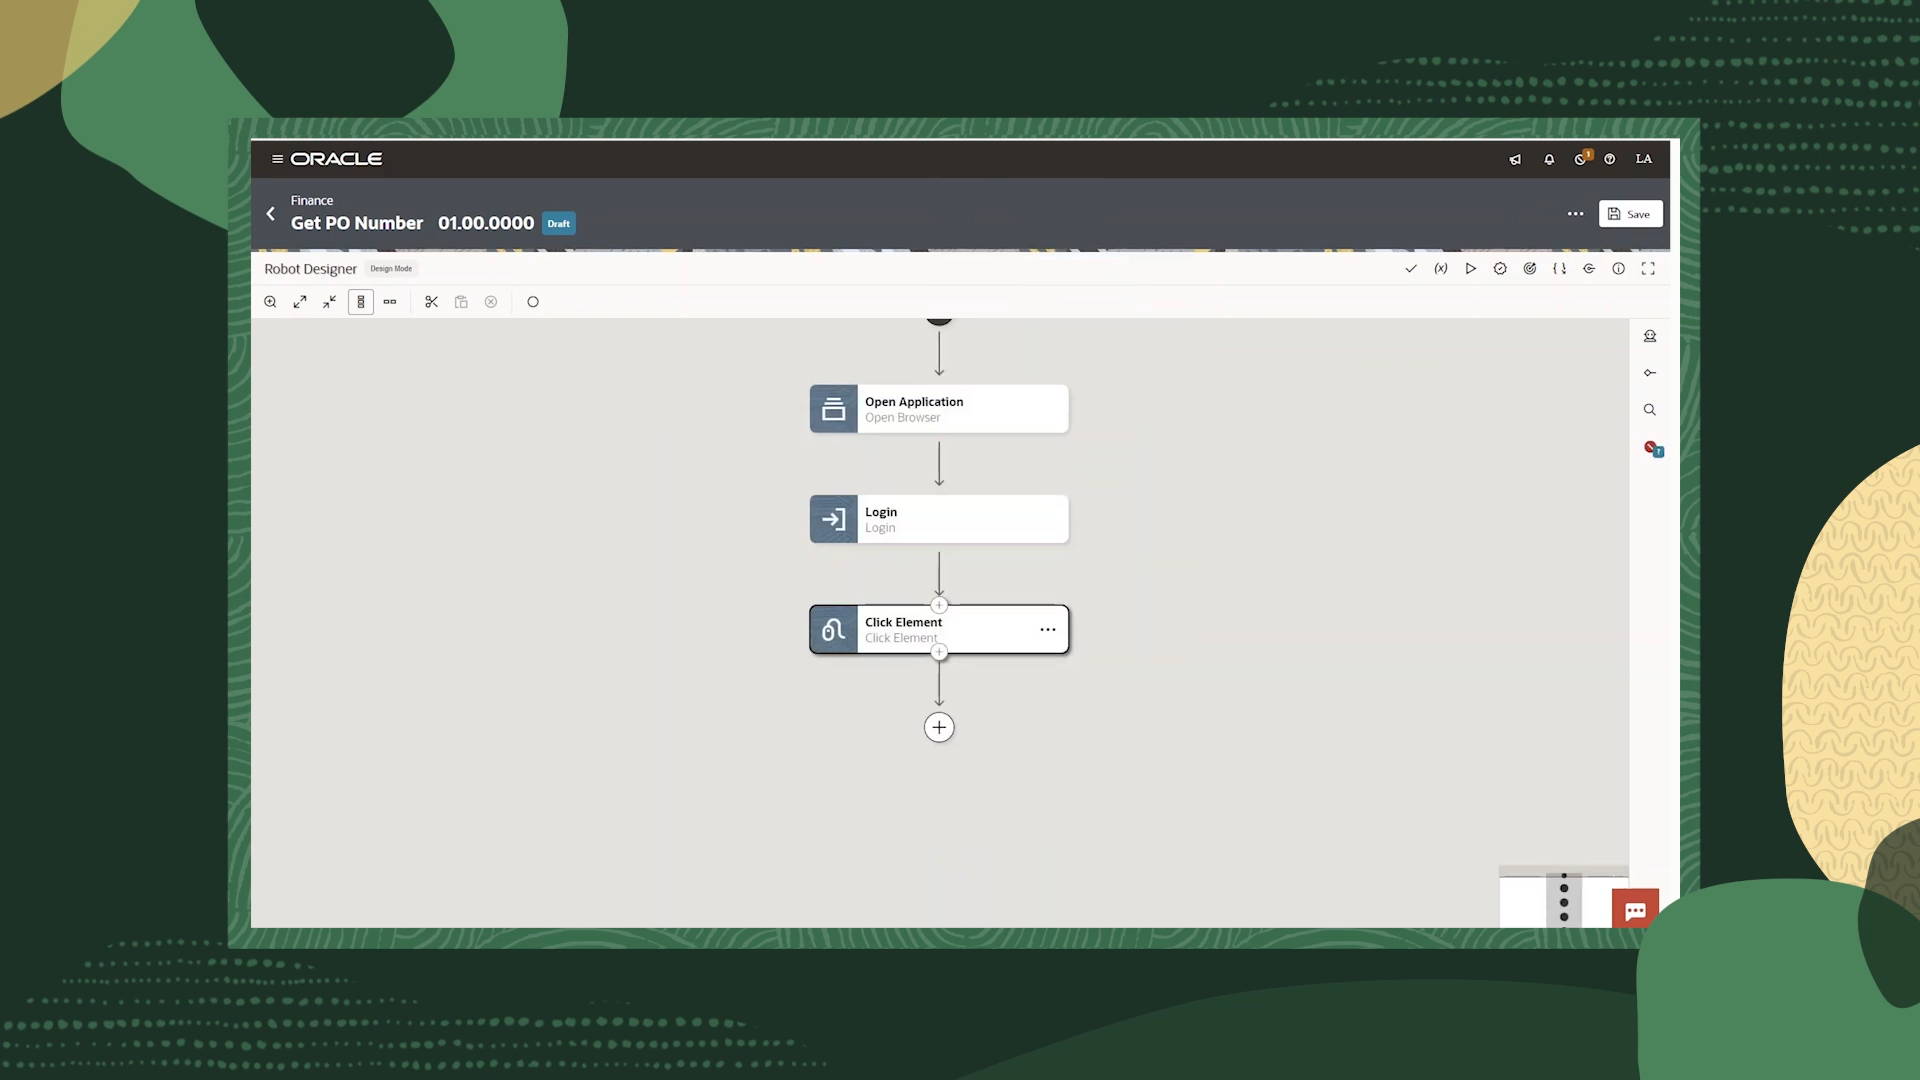 ORACLE
1
LA
Finance
Get PO Number 01.00.0000 Draft
Save
Robot Designer Design Mode
(x)
Open Application
Open Browser
Login
Login
Click Element
Click Element